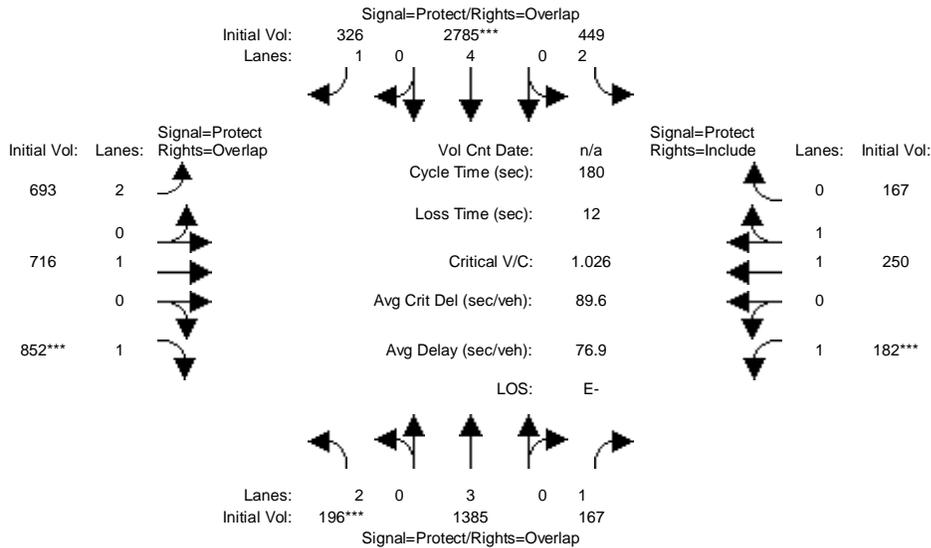 Signal=Protect/Rights=Overlap
Initial Vol: 326 2785*** 449
Lanes: 1 0 4 0 2
Signal=Protect
Rights=Overlap
Signal=Protect
Rights=Include
Initial Vol: Lanes: Vol Cnt Date: n/a Lanes: Initial Vol:
Cycle Time (sec): 180
693 2 0 167
Loss Time (sec): 12
0 1
716 1 Critical V/C: 1.026 1 250
0 Avg Crit Del (sec/veh): 89.6 0
852*** 1 Avg Delay (sec/veh): 76.9 1 182***
LOS: E-
Lanes: 2 0 3 0 1
Initial Vol: 196*** 1385 167
Signal=Protect/Rights=Overlap